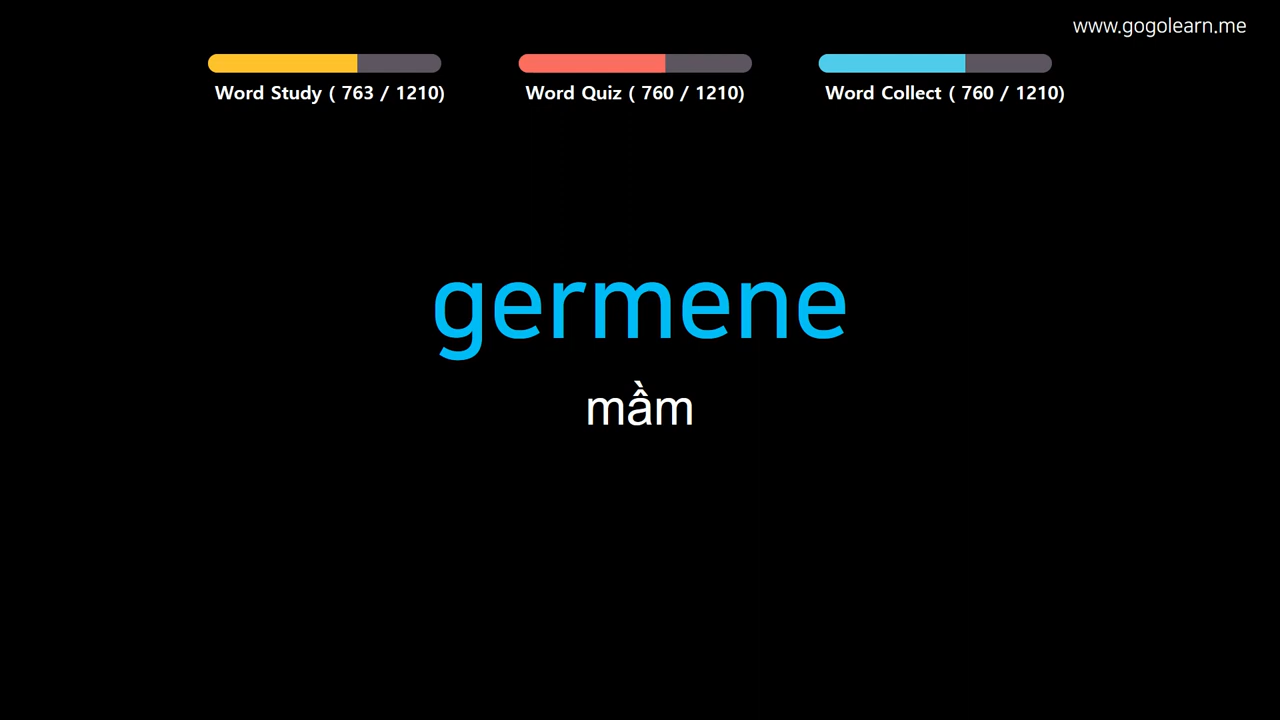 www.gogolearn.me
Word Study ( 763 / 1210)
Word Quiz ( 760 / 1210)
Word Collect ( 760 / 1210)
germene
mầm